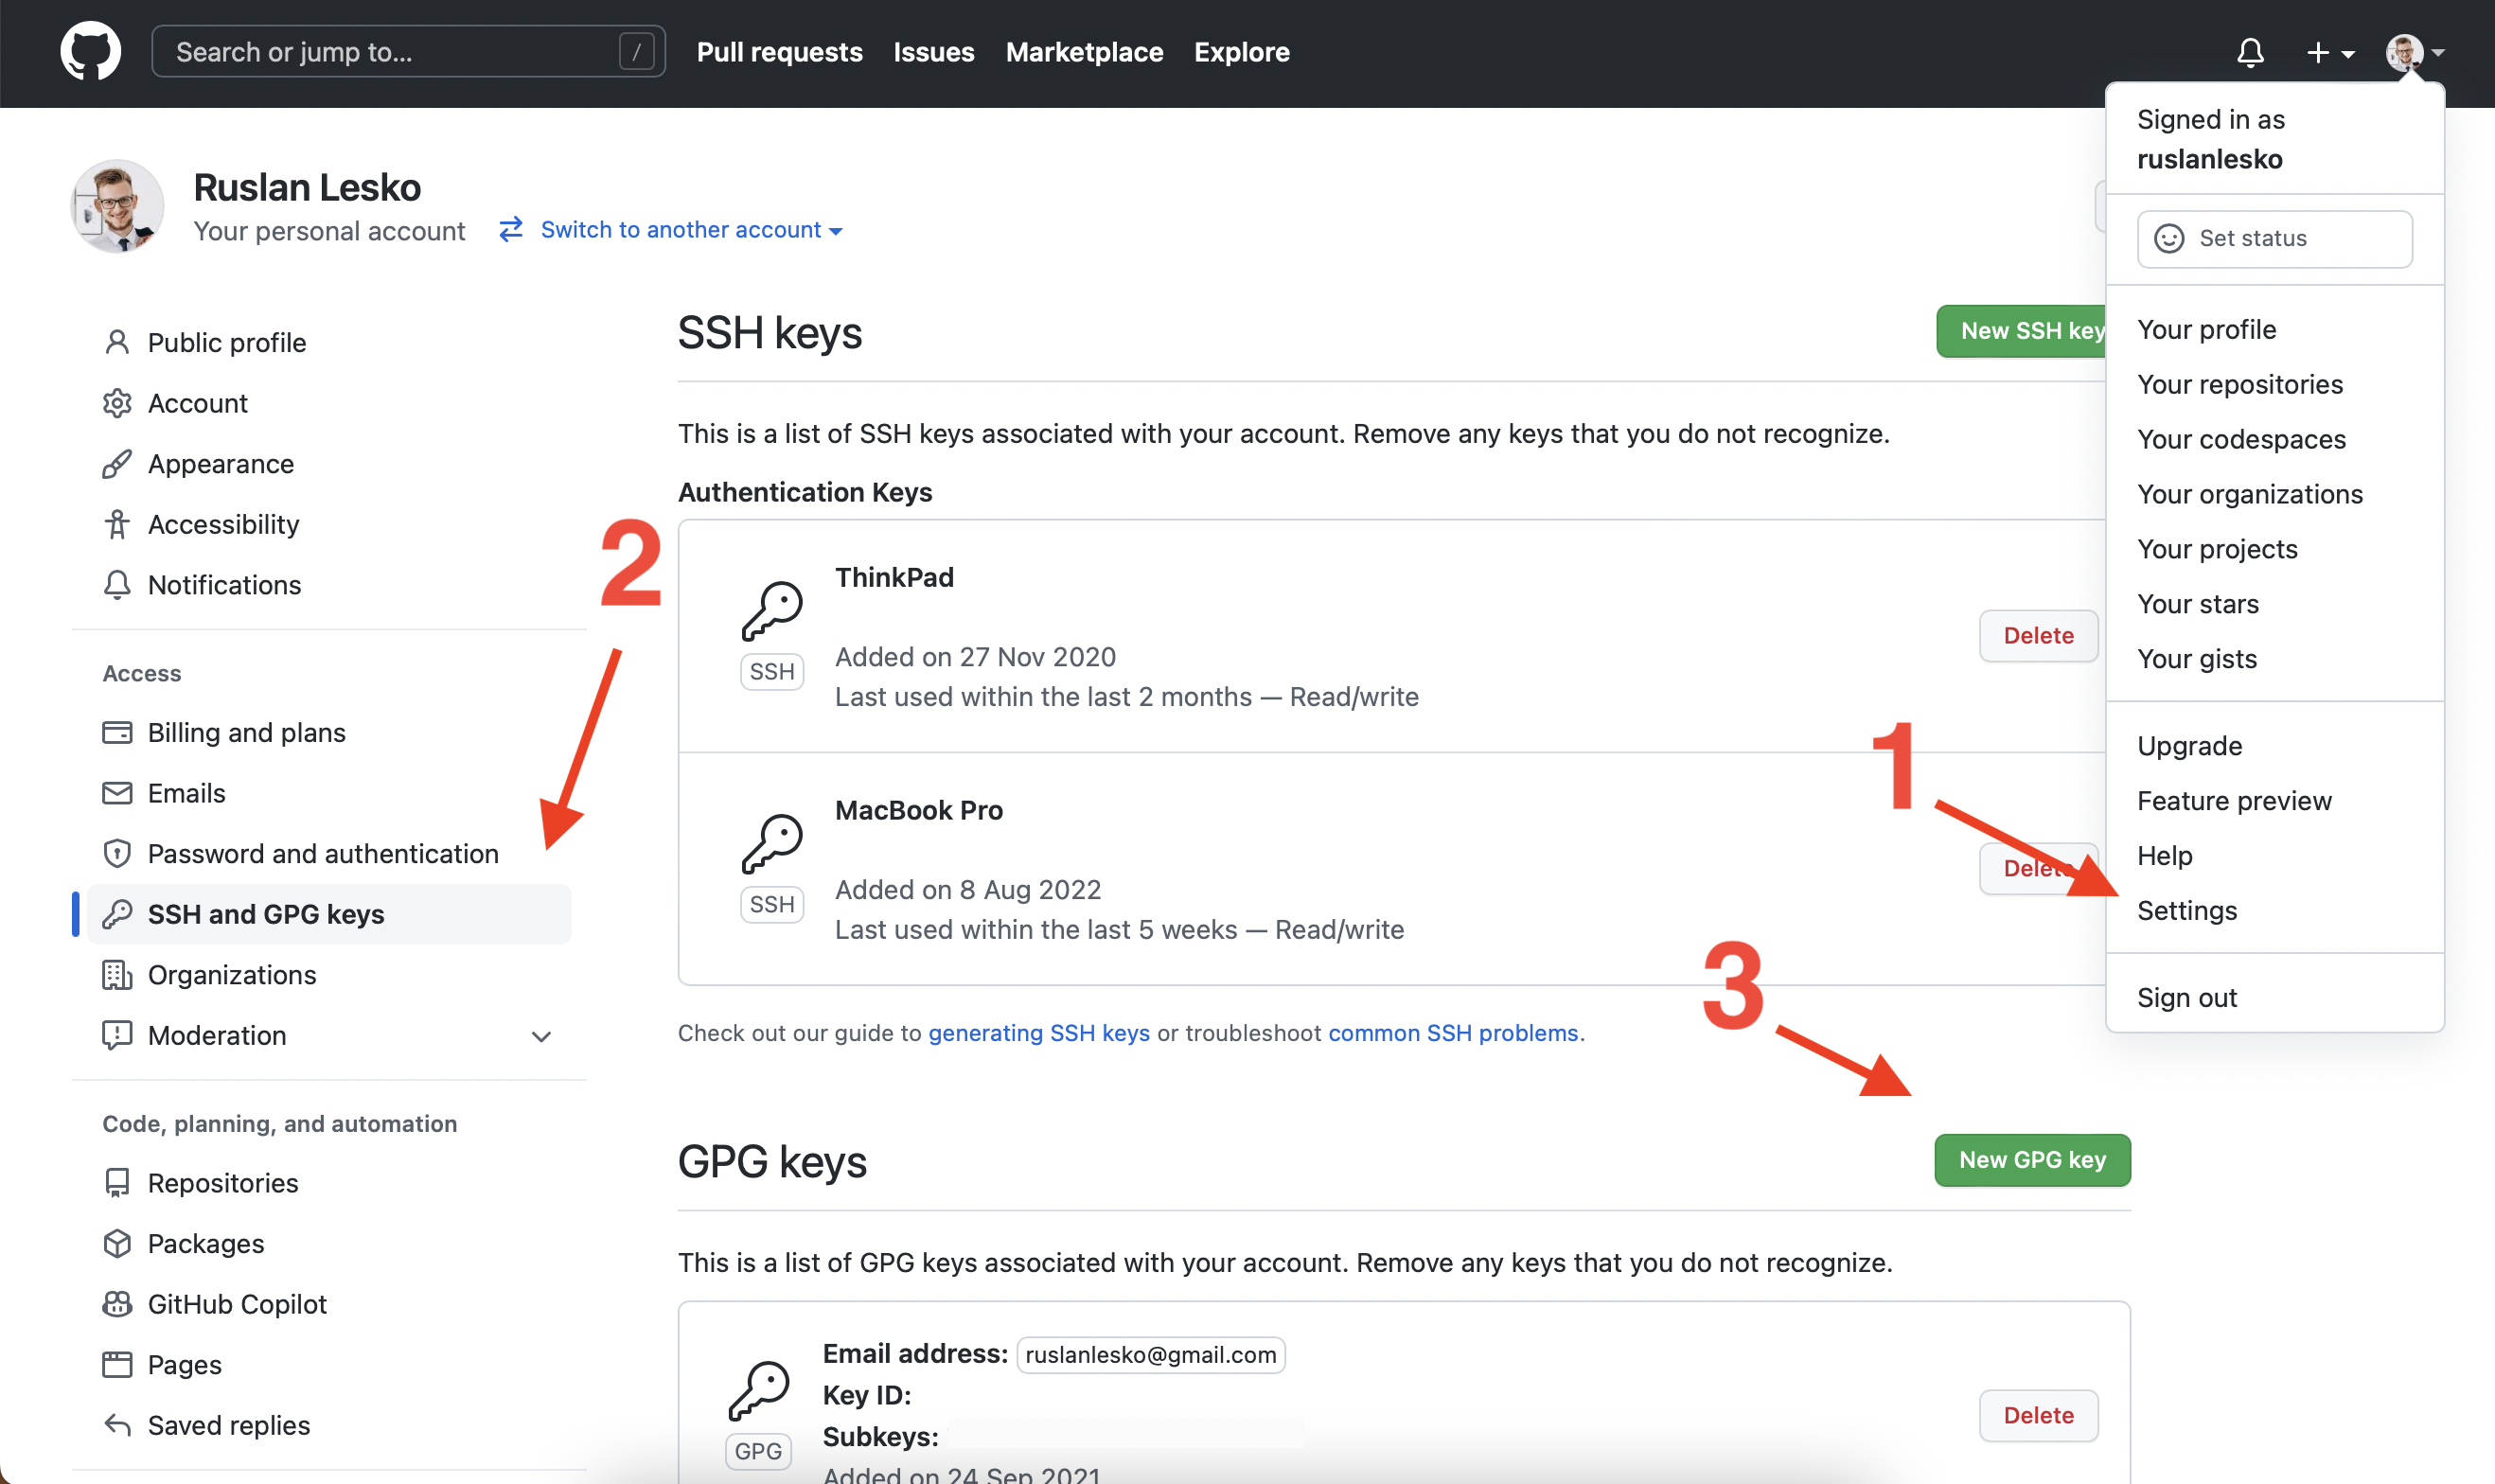 Search or jump to...
/
Pull requests
Issues
Marketplace
Explore
Signed in as
ruslanlesko
Set status
Your profile
Your repositories
Your codespaces
Your organizations
Your projects
Your stars
Your gists
Upgrade
Feature preview
Help
Settings
Sign out
Ruslan Lesko
Your personal account
Switch to another account
Public profile
Account
Appearance
Accessibility
Notifications
Access
Billing and plans
Emails
Password and authentication
SSH and GPG keys
Organizations
Moderation
Code, planning, and automation
Repositories
Packages
GitHub Copilot
Pages
Saved replies
SSH keys
New SSH key
This is a list of SSH keys associated with your account. Remove any keys that you do not recognize.
Authentication Keys
2
ThinkPad
SSH
Added on 27 Nov 2020
Last used within the last 2 months — Read/write
Delete
1
MacBook Pro
SSH
Added on 8 Aug 2022
Last used within the last 5 weeks — Read/write
Delete
3
Check out our guide to generating SSH keys or troubleshoot common SSH problems.
GPG keys
New GPG key
This is a list of GPG keys associated with your account. Remove any keys that you do not recognize.
Email address: ruslanlesko@gmail.com
Key ID:
Subkeys:
GPG
Added on 24 Sep 2021
Delete